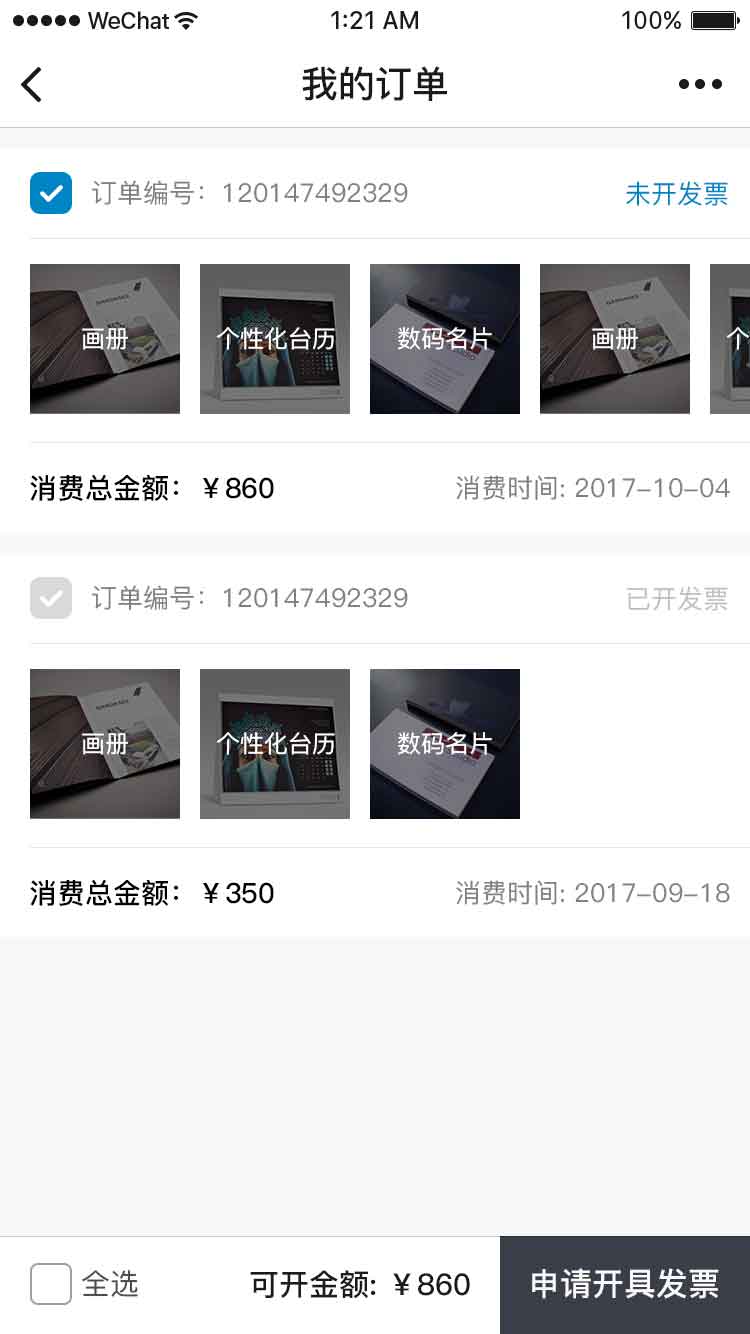 WeChat 1:21 AM 100%
我的订单
订单编号：120147492329 未开发票
画册 个性化台历 数码名片 画册 个
消费总金额：￥860 消费时间: 2017-10-04
订单编号：120147492329 已开发票
画册 个性化台历 数码名片
消费总金额：￥350 消费时间: 2017-09-18
全选 可开金额: ￥860 申请开具发票